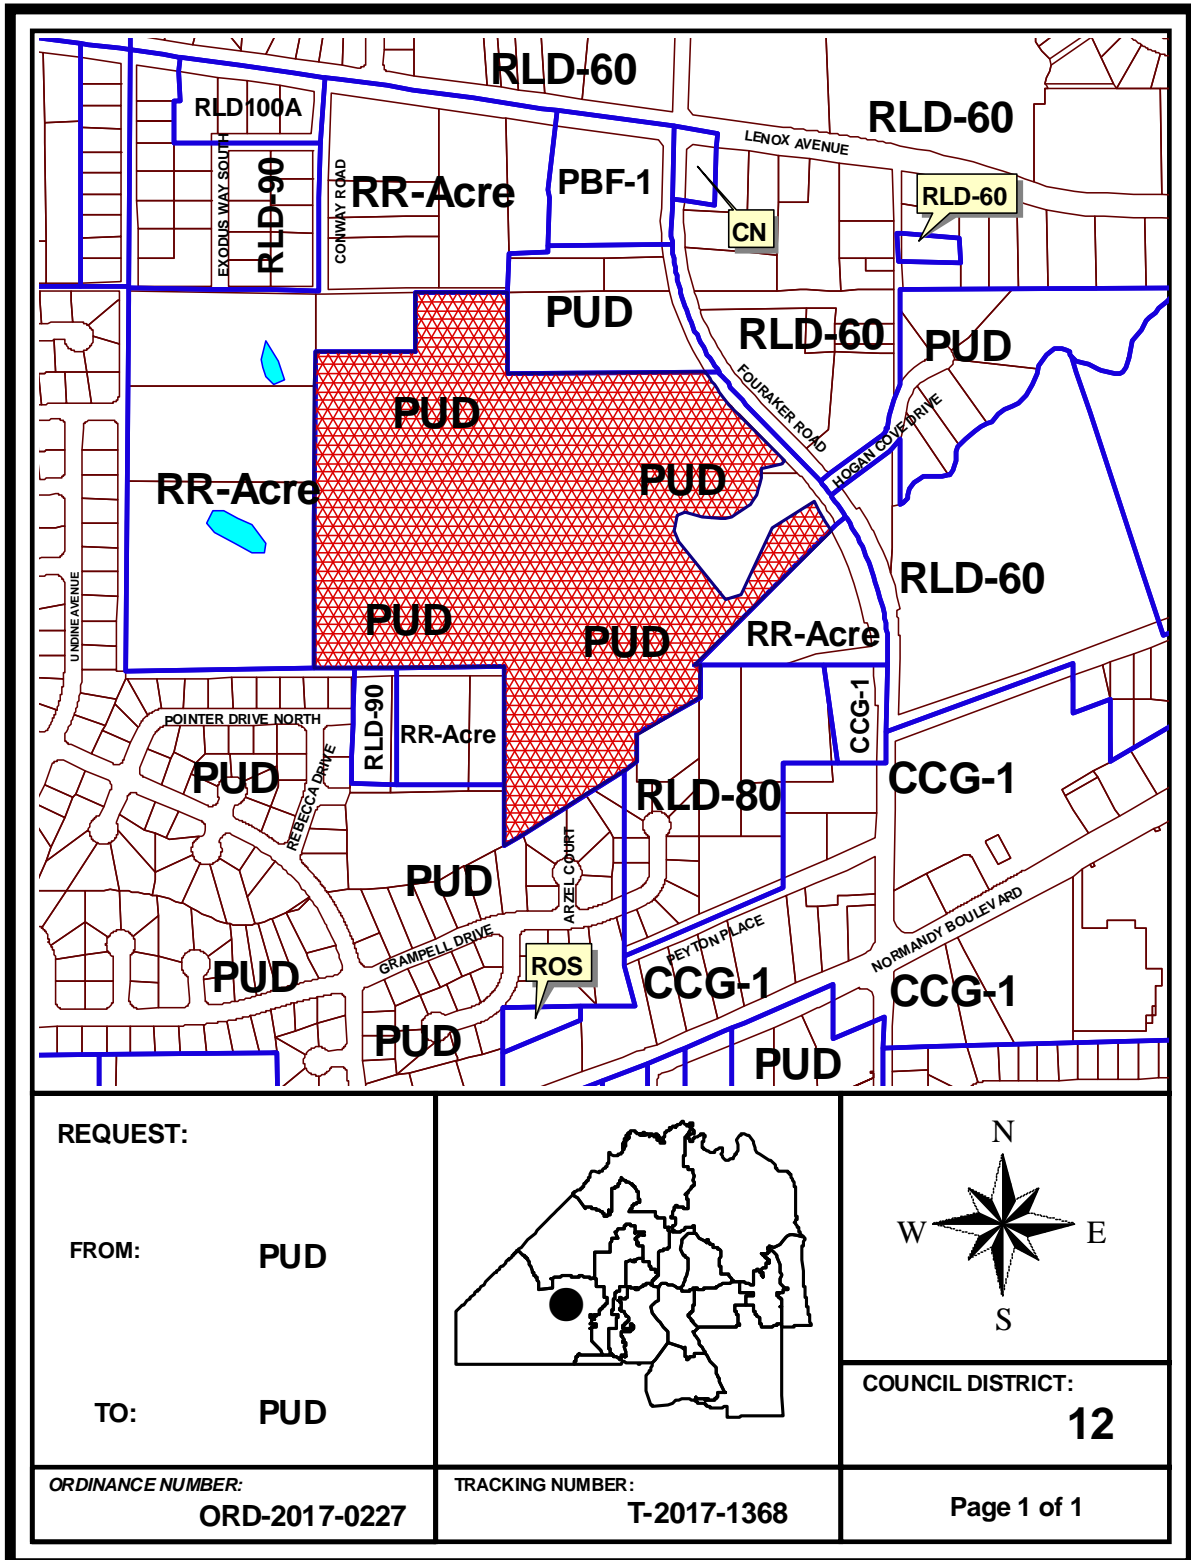 RLD-60
RLD100A
RLD-60
LENOX AVENUE
EXODUS WAY SOUTH
RLD-90
CONWAY ROAD
RR-Acre
PBF-1
RLD-60
CN
PUD
RLD-60
PUD
FOURAKER ROAD
HOGAN COVE DRIVE
PUD
PUD
RR-Acre
RLD-60
UNDINE AVENUE
PUD
PUD
RR-Acre
POINTER DRIVE NORTH
RLD-90
RR-Acre
CCG-1
REBECCA DRIVE
PUD
RLD-80
CCG-1
PUD
ARZEL COURT
GRAMPELL DRIVE
PEYTON PLACE
NORMANDY BOULEVARD
ROS
PUD
CCG-1
CCG-1
PUD
PUD
REQUEST:
FROM: PUD
TO: PUD
N
W E
S
COUNCIL DISTRICT:
12
ORDINANCE NUMBER:
ORD-2017-0227
TRACKING NUMBER:
T-2017-1368
Page 1 of 1